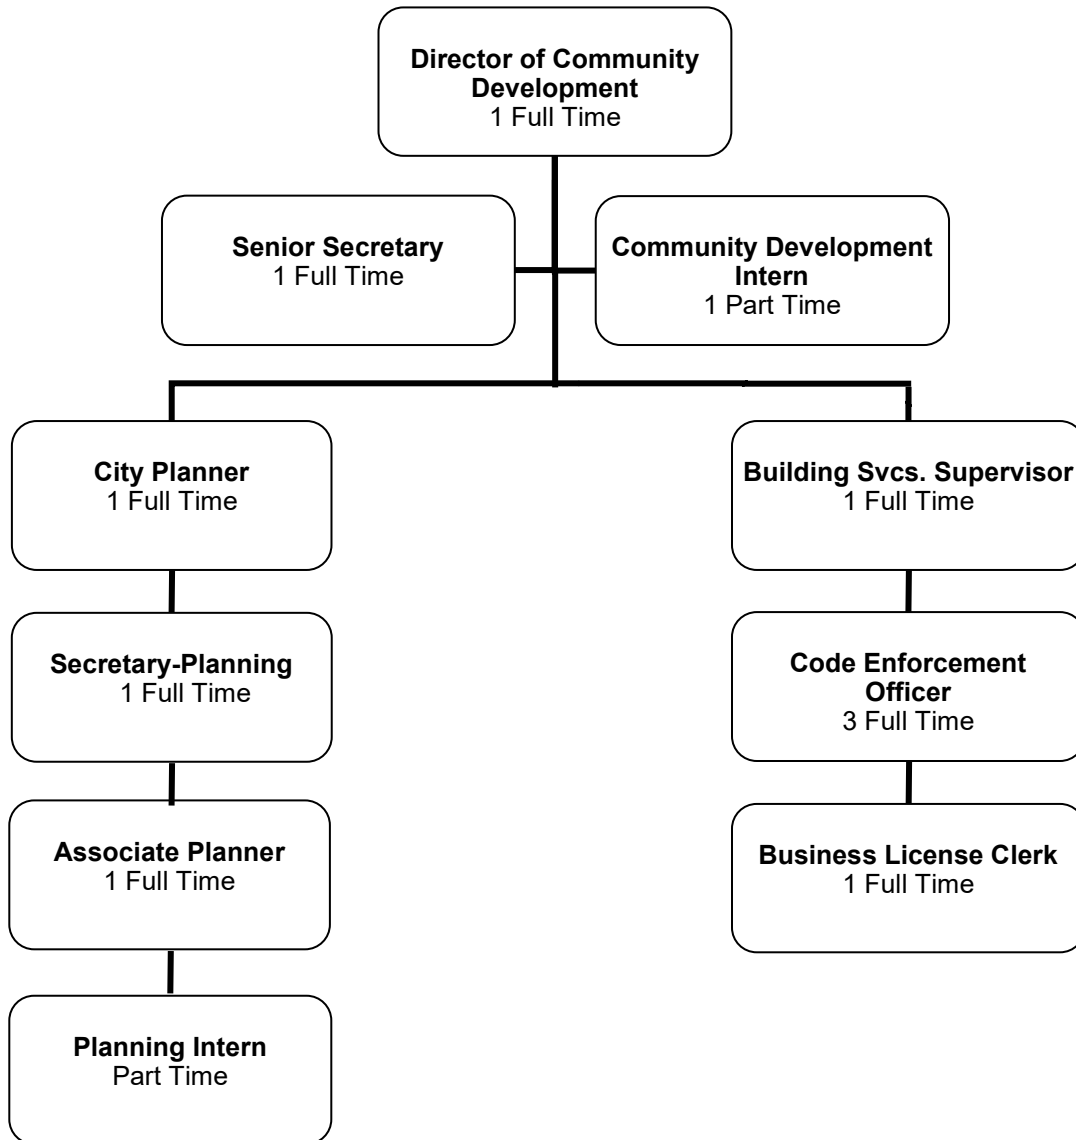 Director of Community
Development
1 Full Time
Senior Secretary
1 Full Time
Community Development
Intern
1 Part Time
City Planner
1 Full Time
Building Svcs. Supervisor
1 Full Time
Secretary-Planning
1 Full Time
Code Enforcement
Officer
3 Full Time
Associate Planner
1 Full Time
Business License Clerk
1 Full Time
Planning Intern
Part Time